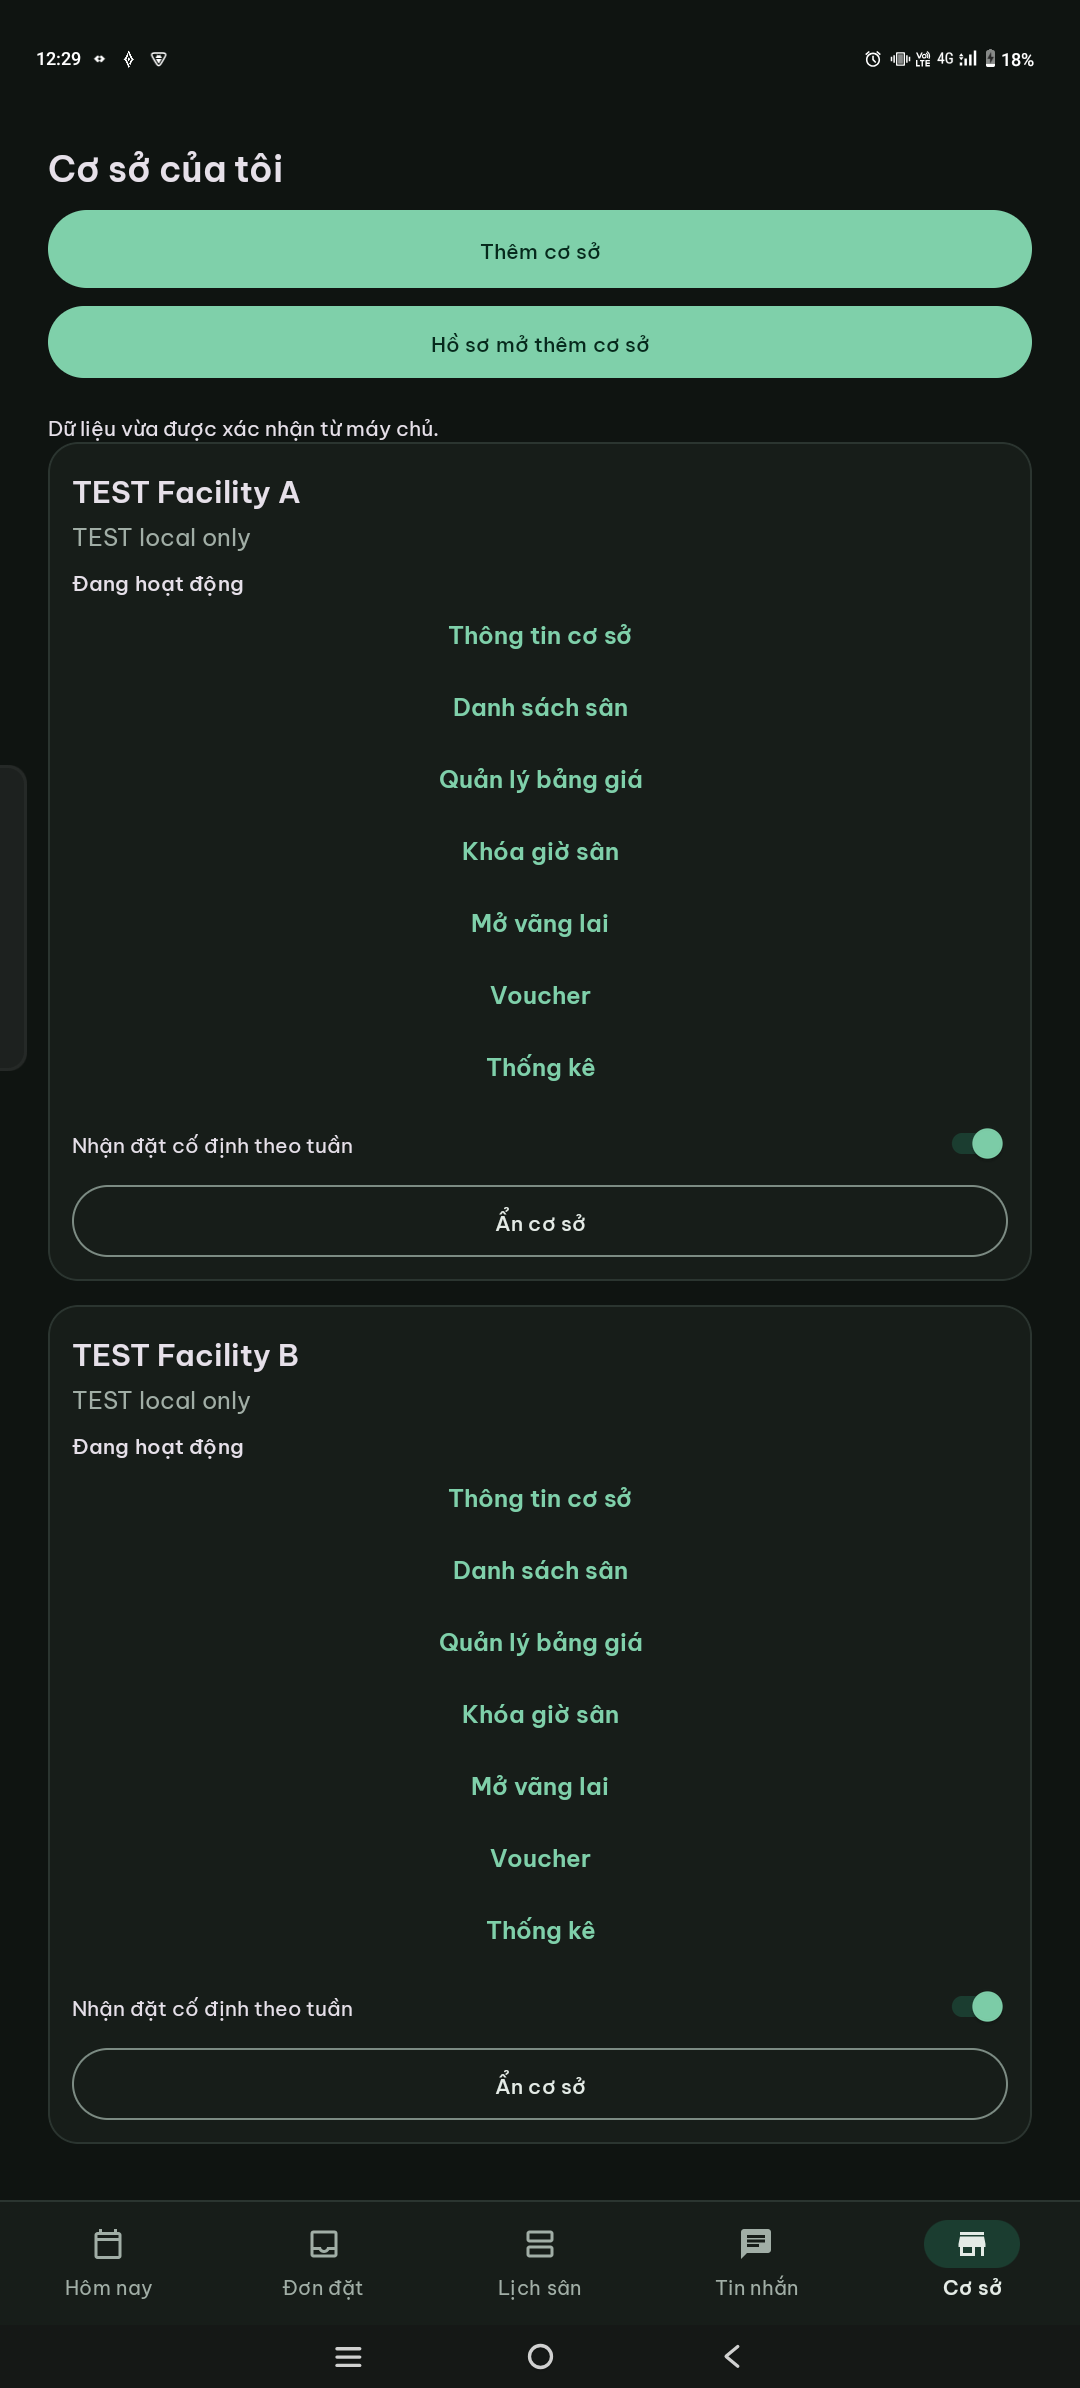 12:29
VoLTE 4G 18%
Cơ sở của tôi
Thêm cơ sở
Hồ sơ mở thêm cơ sở
Dữ liệu vừa được xác nhận từ máy chủ.
TEST Facility A
TEST local only
Đang hoạt động
Thông tin cơ sở
Danh sách sân
Quản lý bảng giá
Khóa giờ sân
Mở vãng lai
Voucher
Thống kê
Nhận đặt cố định theo tuần
Ẩn cơ sở
TEST Facility B
TEST local only
Đang hoạt động
Thông tin cơ sở
Danh sách sân
Quản lý bảng giá
Khóa giờ sân
Mở vãng lai
Voucher
Thống kê
Nhận đặt cố định theo tuần
Ẩn cơ sở
Hôm nay Đơn đặt Lịch sân Tin nhắn Cơ sở